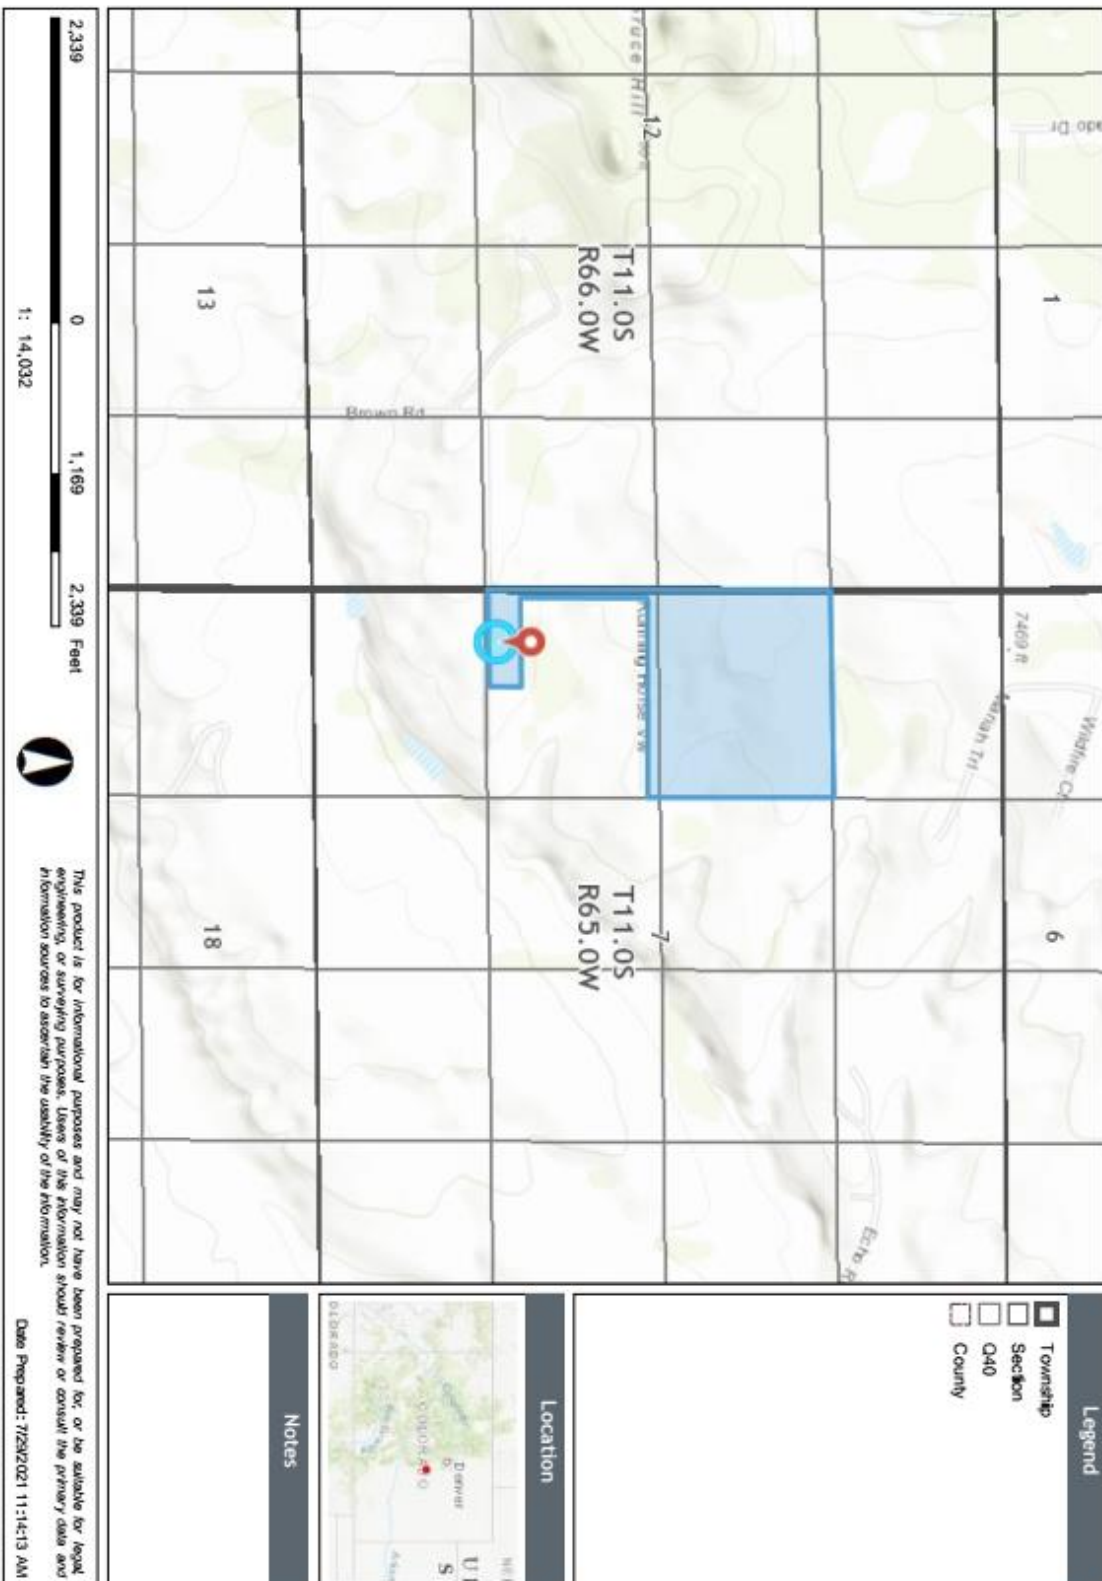 Legend
Township
Section
Q40
County
Location
Denver
COLORADO
Notes
1
6
7469 ft
Wildfire Ct
Echo R
12
7
T11.0S
R66.0W
T11.0S
R65.0W
Brown Rd
13
18
2,339
0
1,169
2,339 Feet
1: 14,032
This product is for informational purposes and may not have been prepared for, or be suitable for legal,
engineering, or surveying purposes. Users of this information should review or consult the primary data and
information sources to ascertain the usability of the information.
Date Prepared: 7/29/2021 11:14:13 AM